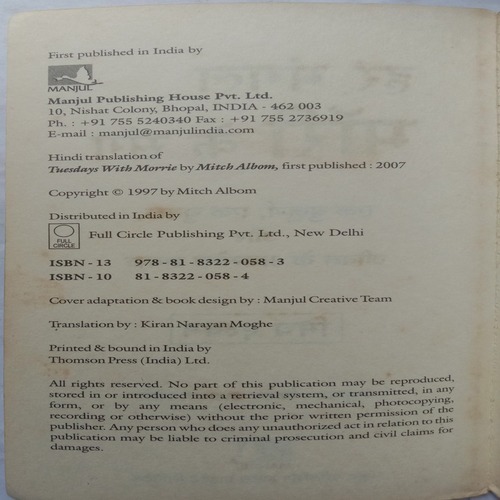 First published in India by
MANJUL
Manjul Publishing House Pvt. Ltd.
10, Nishat Colony, Bhopal, INDIA - 462 003
Ph. : +91 755 5240340 Fax : +91 755 2736919
E-mail : manjul@manjulindia.com
Hindi translation of
Tuesdays With Morrie by Mitch Albom, first published : 2007
Copyright © 1997 by Mitch Albom
Distributed in India by
FULL
CIRCLE
Full Circle Publishing Pvt. Ltd., New Delhi
ISBN - 13 978 - 81 - 8322 - 058 - 3
ISBN - 10 81 - 8322 - 058 - 4
Cover adaptation & book design by : Manjul Creative Team
Translation by : Kiran Narayan Moghe
Printed & bound in India by
Thomson Press (India) Ltd.
All rights reserved. No part of this publication may be reproduced,
stored in or introduced into a retrieval system, or transmitted, in any
form, or by any means (electronic, mechanical, photocopying,
recording or otherwise) without the prior written permission of the
publisher. Any person who does any unauthorized act in relation to this
publication may be liable to criminal prosecution and civil claims for
damages.